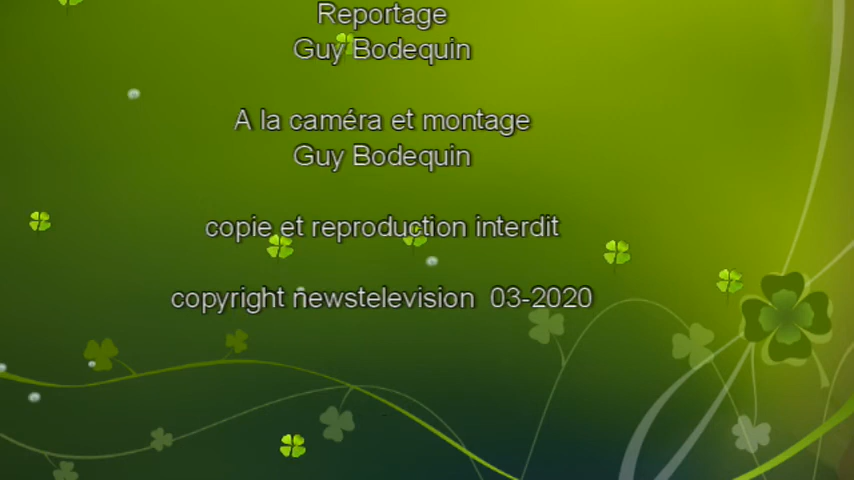 Reportage
Guy Bodequin
A la caméra et montage
Guy Bodequin
copie et reproduction interdit
copyright newstelevision 03-2020